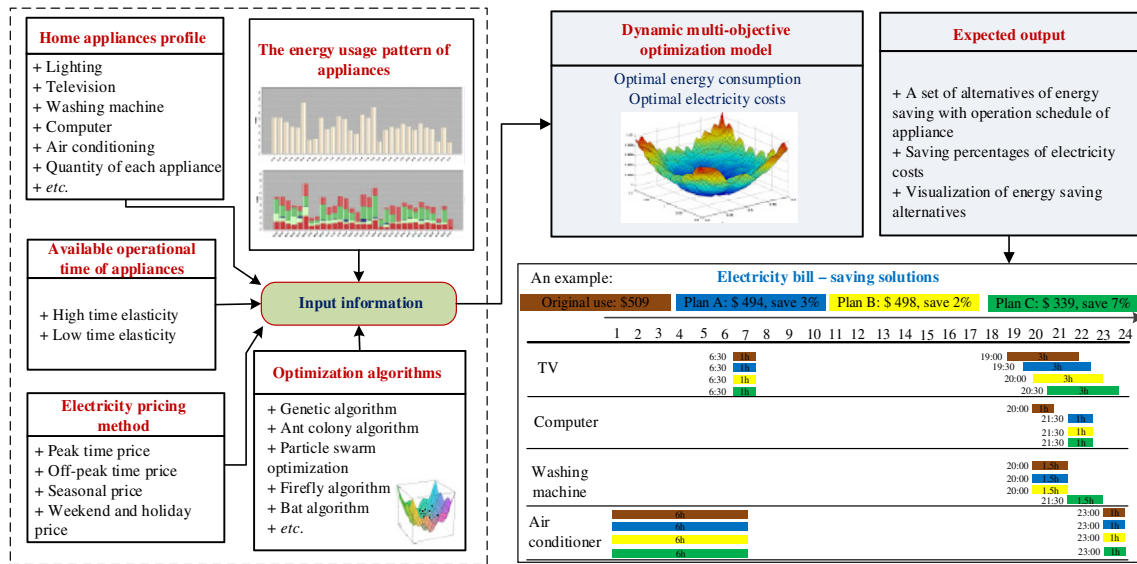 Home appliances profile
+ Lighting
+ Television
+ Washing machine
+ Computer
+ Air conditioning
+ Quantity of each appliance
+ etc.
The energy usage pattern of
appliances
Available operational
time of appliances
+ High time elasticity
+ Low time elasticity
Input information
Electricity pricing
method
+ Peak time price
+ Off-peak time price
+ Seasonal price
+ Weekend and holiday
price
Optimization algorithms
+ Genetic algorithm
+ Ant colony algorithm
+ Particle swarm
optimization
+ Firefly algorithm
+ Bat algorithm
+ etc.
Dynamic multi-objective
optimization model
Optimal energy consumption
Optimal electricity costs
Expected output
+ A set of alternatives of energy
saving with operation schedule of
appliance
+ Saving percentages of electricity
costs
+ Visualization of energy saving
alternatives
An example:
Electricity bill – saving solutions
Original use: $509
Plan A: $ 494, save 3%
Plan B: $ 498, save 2%
Plan C: $ 339, save 7%
1 2 3 4 5 6 7 8 9 10 11 12 13 14 15 16 17 18 19 20 21 22 23 24
TV
6:30 1h 19:00 3h
6:30 1h 19:30 3h
6:30 1h 20:00 3h
6:30 1h 20:30 3h
Computer
20:00 1h
21:30 1h
21:30 1h
21:30 1h
Washing
machine
20:00 1.5h
20:00 1.5h
20:00 1.5h
21:30 1.5h
Air
conditioner
6h 23:00 1h
6h 23:00 1h
6h 23:00 1h
6h 23:00 1h